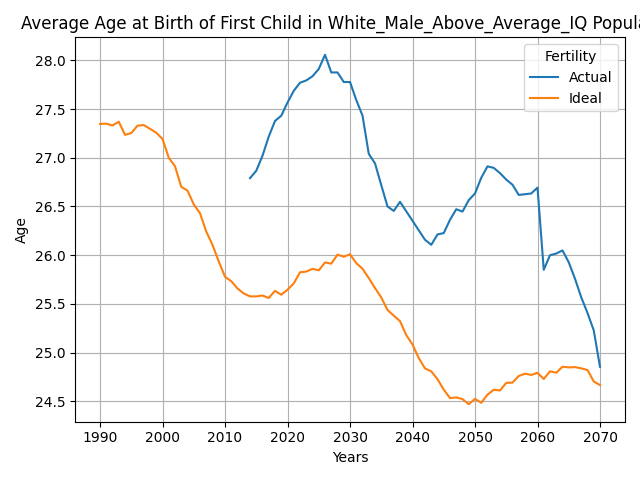 Average Age at Birth of First Child in White_Male_Above_Average_IQ Popula
Fertility
Actual
Ideal
28.0
27.5
27.0
26.5
26.0
25.5
25.0
24.5
Age
1990 2000 2010 2020 2030 2040 2050 2060 2070
Years